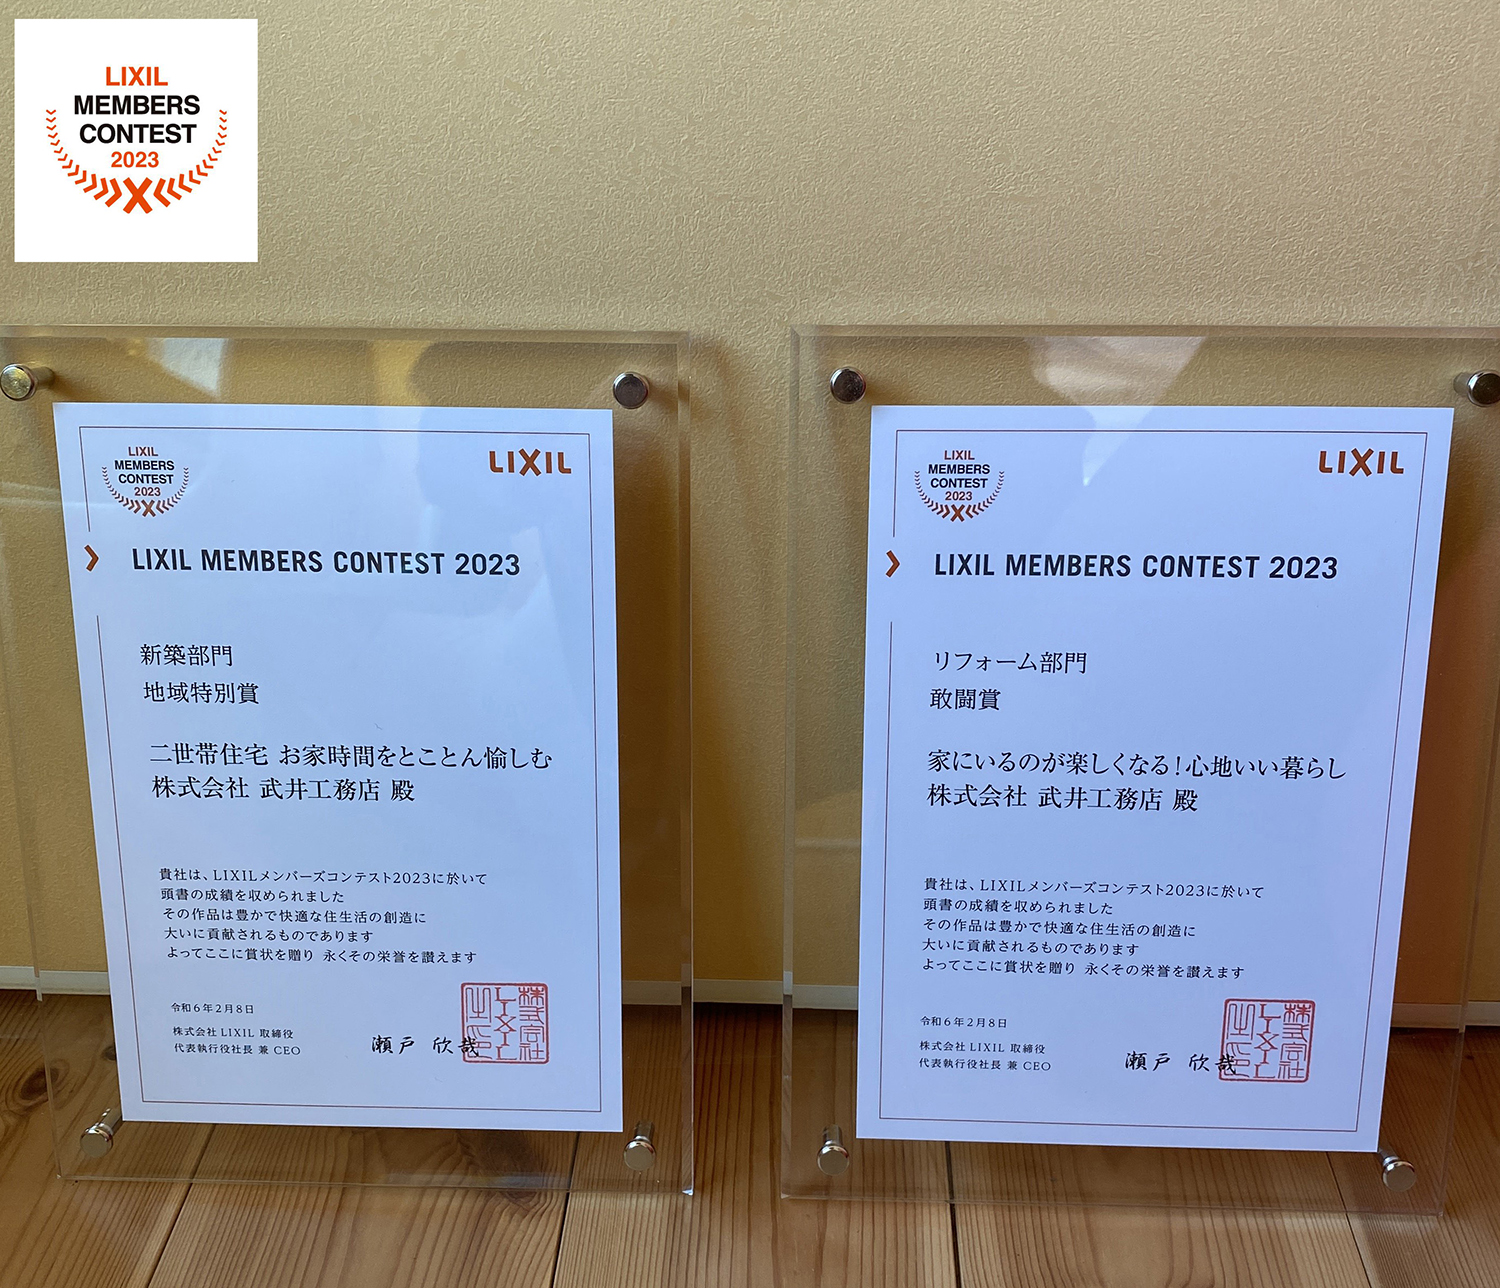 LIXIL
MEMBERS
CONTEST
2023
LIXIL
MEMBERS
CONTEST
2023
LIXIL
LIXIL MEMBERS CONTEST 2023
新築部門
地域特別賞
二世帯住宅 お家時間をとことん愉しむ
株式会社 武井工務店 殿
貴社は、LIXILメンバーズコンテスト2023に於いて
頭書の成績を収められました
その作品は豊かで快適な住生活の創造に
大いに貢献されるものであります
よってここに賞状を贈り 永くその栄誉を讃えます
令和6年2月8日
株式会社 LIXIL 取締役
代表執行役社長 兼 CEO
瀬戸 欣哉
株式会社
LIXIL
之印
LIXIL
MEMBERS
CONTEST
2023
LIXIL
LIXIL MEMBERS CONTEST 2023
リフォーム部門
敢闘賞
家にいるのが楽しくなる！心地いい暮らし
株式会社 武井工務店 殿
貴社は、LIXILメンバーズコンテスト2023に於いて
頭書の成績を収められました
その作品は豊かで快適な住生活の創造に
大いに貢献されるものであります
よってここに賞状を贈り 永くその栄誉を讃えます
令和6年2月8日
株式会社 LIXIL 取締役
代表執行役社長 兼 CEO
瀬戸 欣哉
株式会社
LIXIL
之印